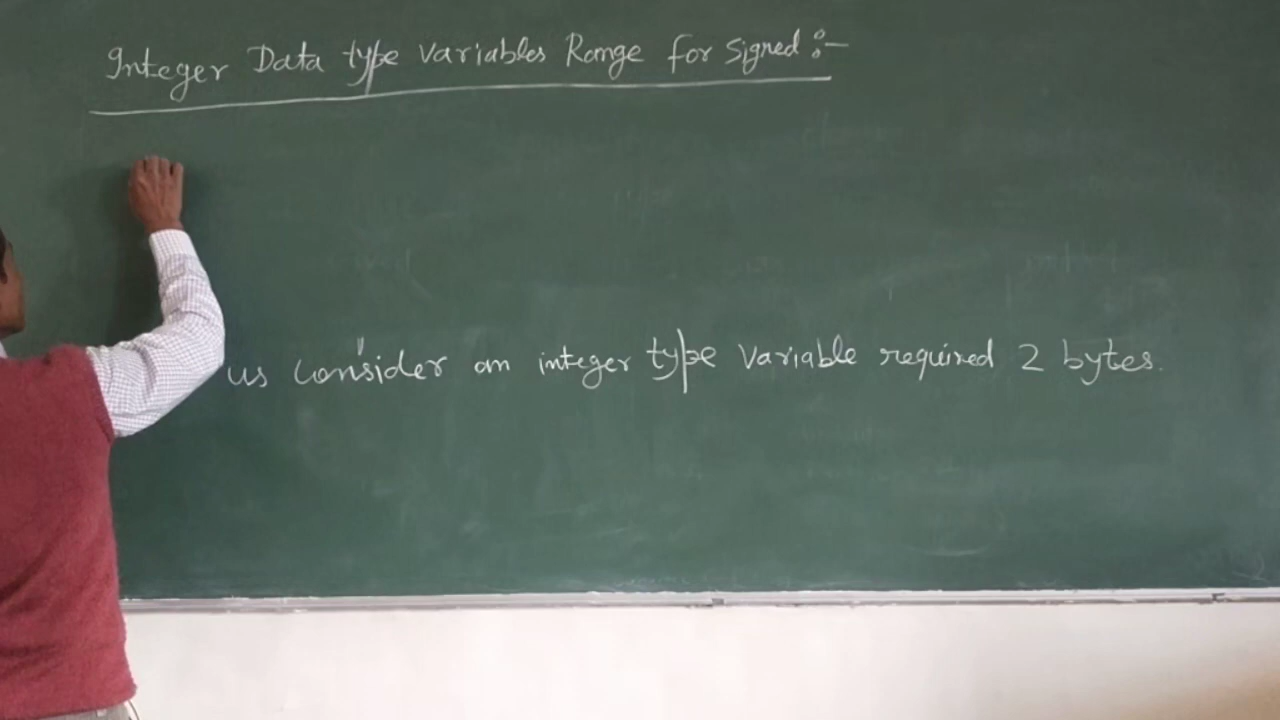 Integer Data type variables Range for Signed :-
us consider an integer type variable required 2 bytes.